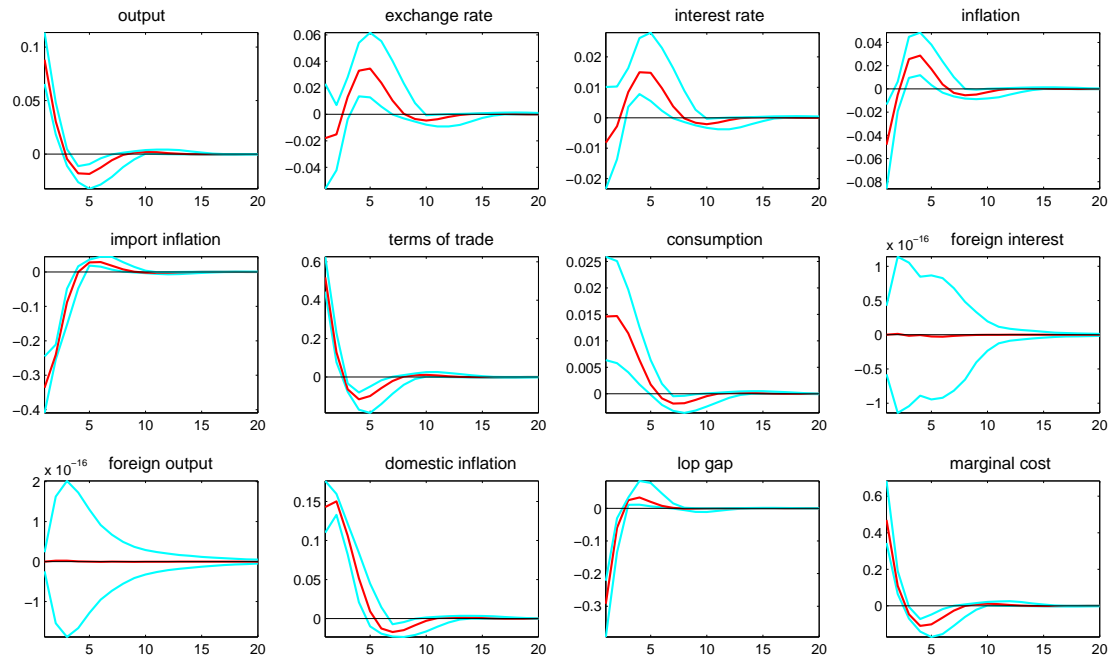 output
exchange rate
interest rate
inflation
0.1
0.05
0
5 10 15 20
0.06
0.04
0.02
0
−0.02
−0.04
5 10 15 20
0.02
0.01
0
−0.01
−0.02
5 10 15 20
0.04
0.02
0
−0.02
−0.04
−0.06
−0.08
5 10 15 20
import inflation
terms of trade
consumption
foreign interest
0
−0.1
−0.2
−0.3
−0.4
5 10 15 20
0.6
0.4
0.2
0
5 10 15 20
0.025
0.02
0.015
0.01
0.005
0
5 10 15 20
x 10−16
1
0.5
0
−0.5
−1
5 10 15 20
foreign output
domestic inflation
lop gap
marginal cost
x 10−16
2
1
0
−1
5 10 15 20
0.15
0.1
0.05
0
5 10 15 20
0
−0.1
−0.2
−0.3
5 10 15 20
0.6
0.4
0.2
0
5 10 15 20